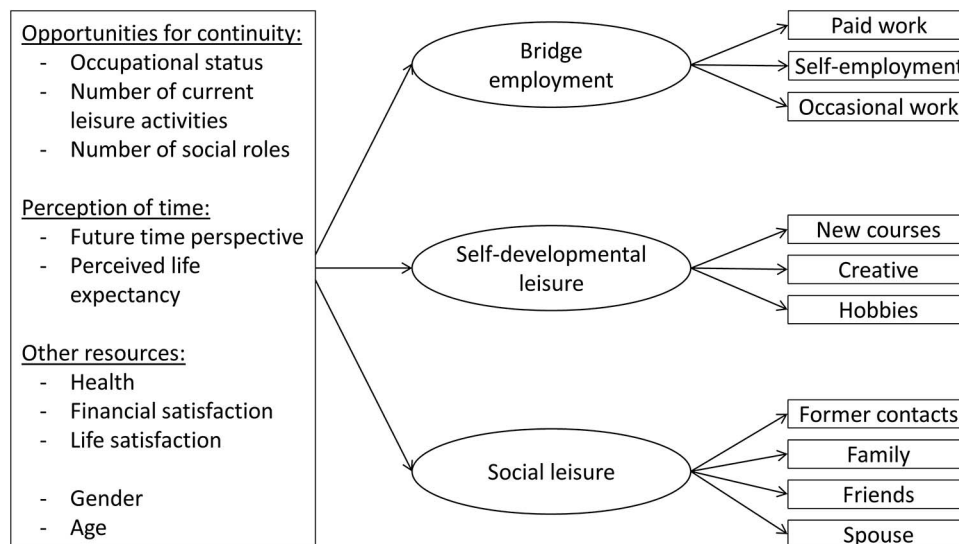 Opportunities for continuity:
- Occupational status
- Number of current
leisure activities
- Number of social roles
Perception of time:
- Future time perspective
- Perceived life
expectancy
Other resources:
- Health
- Financial satisfaction
- Life satisfaction
- Gender
- Age
Bridge
employment
Paid work
Self-employment
Occasional work
Self-developmental
leisure
New courses
Creative
Hobbies
Social leisure
Former contacts
Family
Friends
Spouse